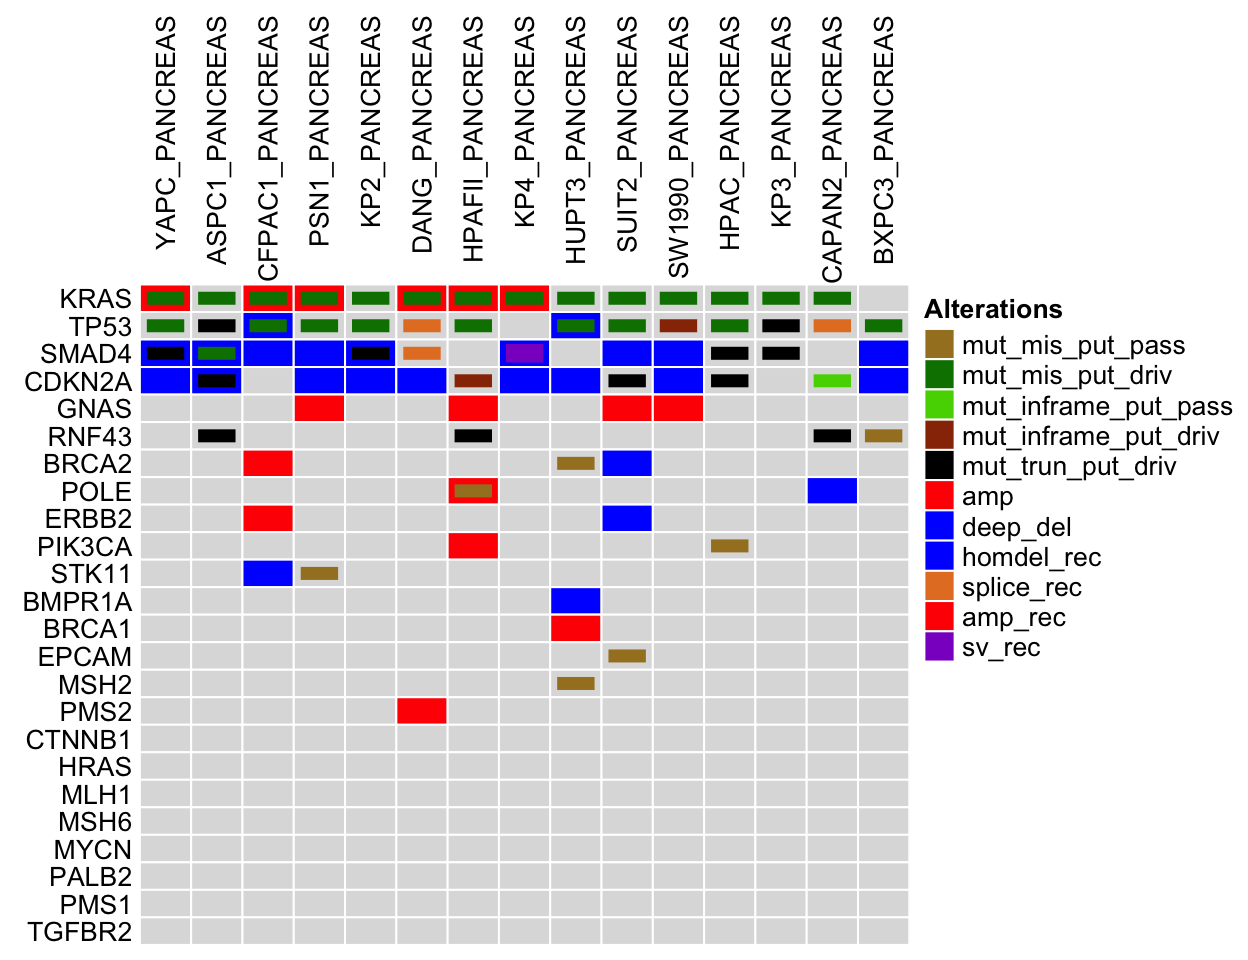 YAPC_PANCREAS
ASPC1_PANCREAS
CFPAC1_PANCREAS
PSN1_PANCREAS
KP2_PANCREAS
DANG_PANCREAS
HPAFII_PANCREAS
KP4_PANCREAS
HUPT3_PANCREAS
SUIT2_PANCREAS
SW1990_PANCREAS
HPAC_PANCREAS
KP3_PANCREAS
CAPAN2_PANCREAS
BXPC3_PANCREAS
KRAS
TP53
SMAD4
CDKN2A
GNAS
RNF43
BRCA2
POLE
ERBB2
PIK3CA
STK11
BMPR1A
BRCA1
EPCAM
MSH2
PMS2
CTNNB1
HRAS
MLH1
MSH6
MYCN
PALB2
PMS1
TGFBR2
Alterations
mut_mis_put_pass
mut_mis_put_driv
mut_inframe_put_pass
mut_inframe_put_driv
mut_trun_put_driv
amp
deep_del
homdel_rec
splice_rec
amp_rec
sv_rec